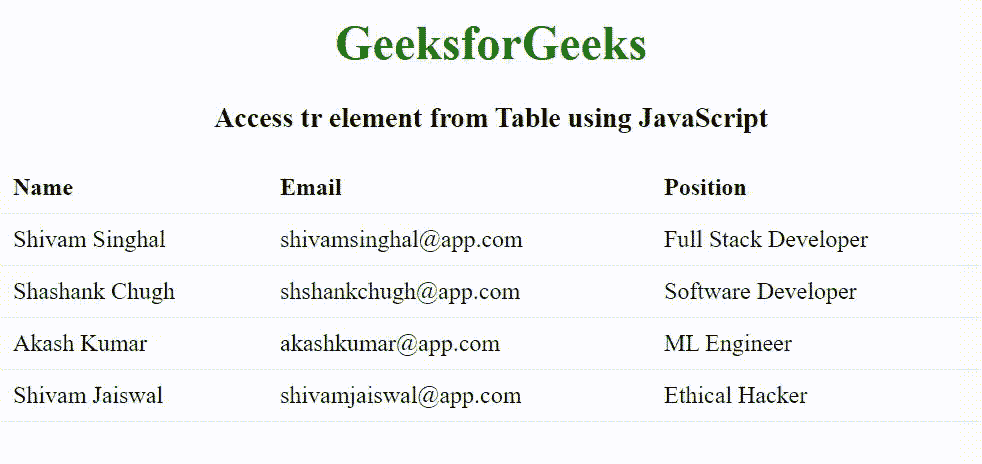 GeeksforGeeks
Access tr element from Table using JavaScript
Name Email Position
Shivam Singhal shivamsinghal@app.com Full Stack Developer
Shashank Chugh shshankchugh@app.com Software Developer
Akash Kumar akashkumar@app.com ML Engineer
Shivam Jaiswal shivamjaiswal@app.com Ethical Hacker